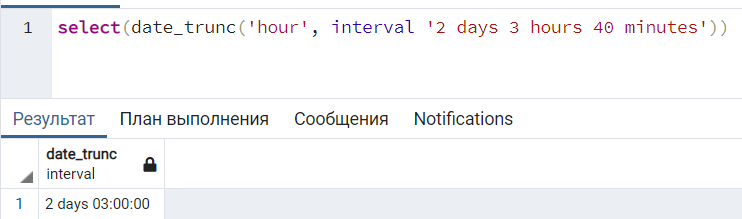 1 select(date_trunc('hour', interval '2 days 3 hours 40 minutes'))
Результат План выполнения Сообщения Notifications
date_trunc
interval
1 2 days 03:00:00